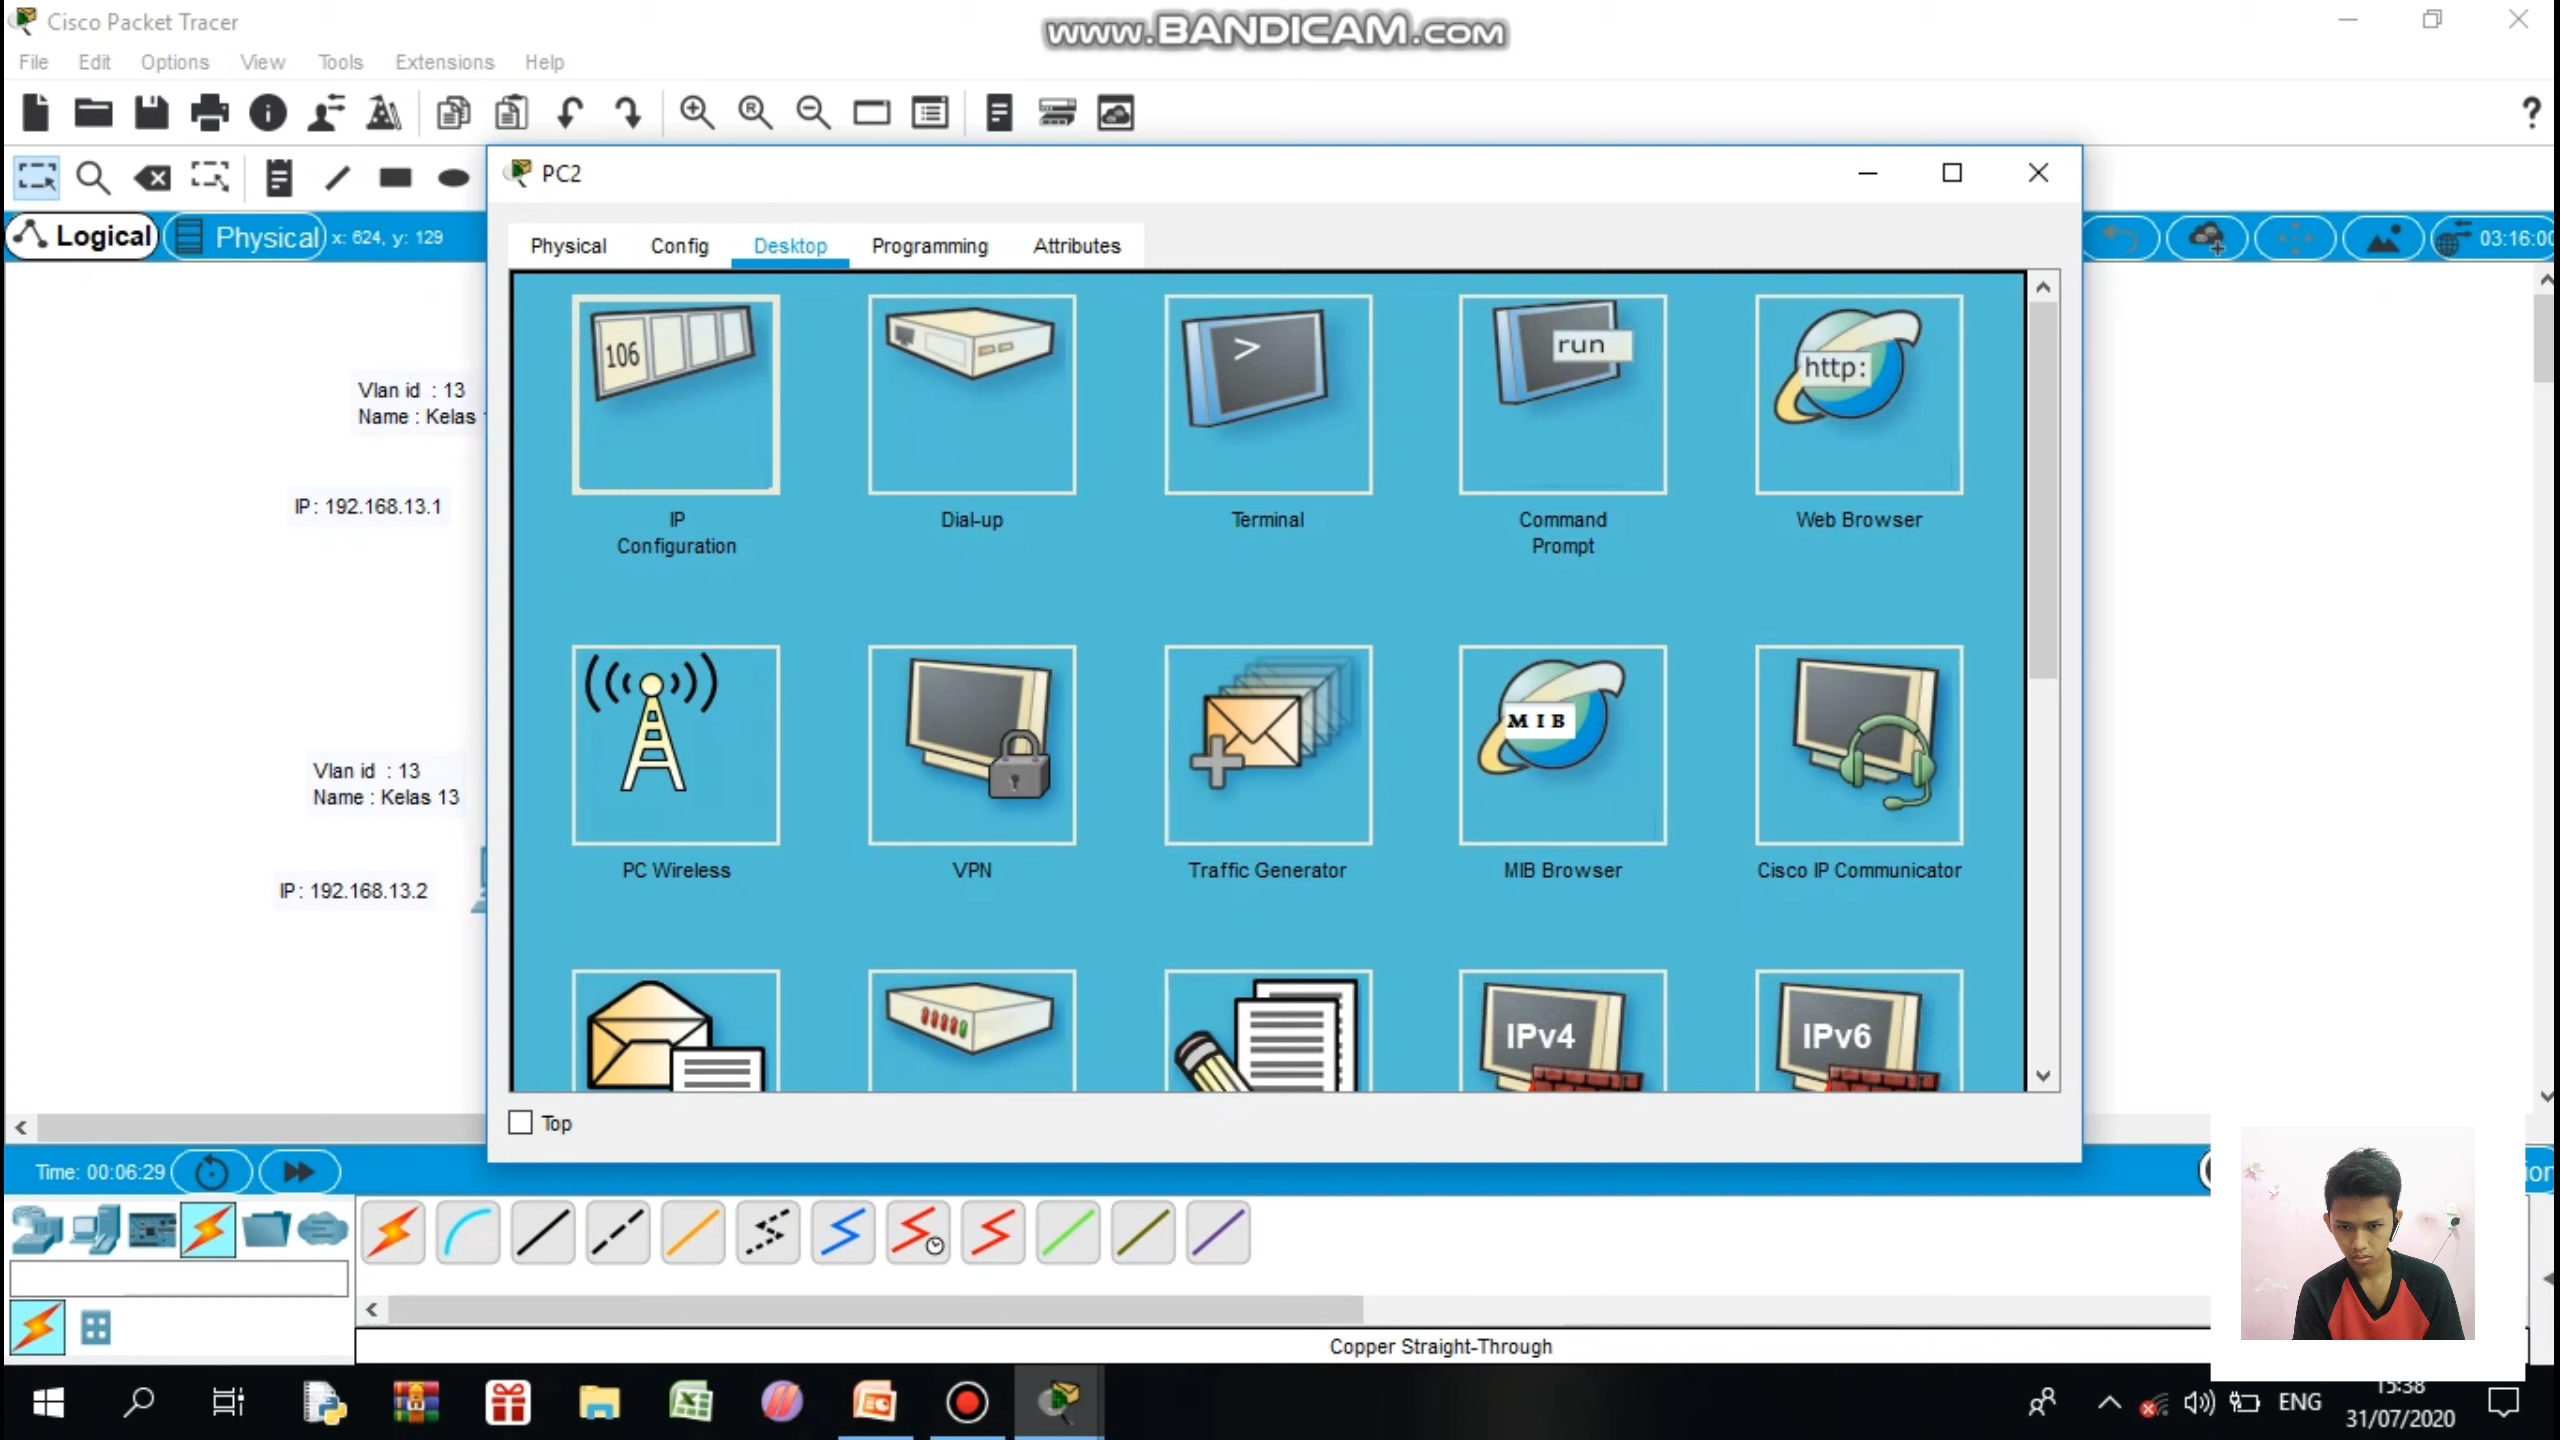 Cisco Packet Tracer
www.BANDICAM.com
File Edit Options View Tools Extensions Help
PC2
Logical
Physical
x: 624, y: 129
03:16:00
Physical Config Desktop Programming Attributes
106
>
run
http:
IP
Configuration
Dial-up
Terminal
Command
Prompt
Web Browser
Vlan id : 13
Name : Kelas
IP : 192.168.13.1
MIB
PC Wireless
VPN
Traffic Generator
MIB Browser
Cisco IP Communicator
Vlan id : 13
Name : Kelas 13
IP : 192.168.13.2
IPv4
IPv6
Top
Time: 00:06:29
Copper Straight-Through
ENG
15:38
31/07/2020